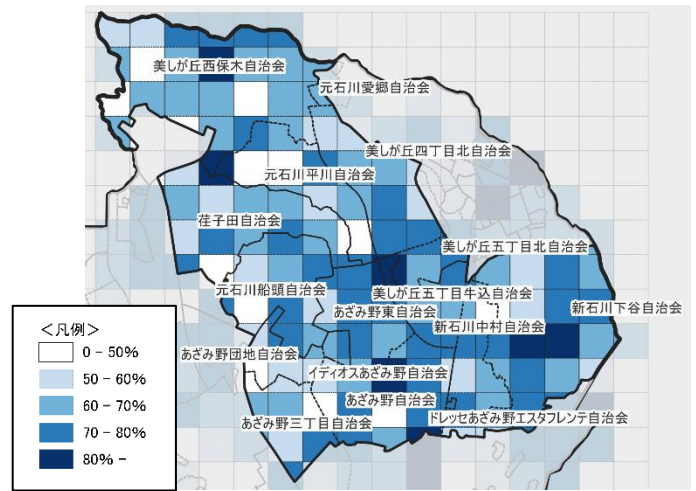 美しが丘西保木自治会
元石川愛郷自治会
美しが丘四丁目北自治会
元石川平川自治会
荏子田自治会
美しが丘五丁目北自治会
元石川船頭自治会
美しが丘五丁目牛込自治会
あざみ野東自治会
新石川下谷自治会
新石川中村自治会
あざみ野団地自治会
イディオスあざみ野自治会
あざみ野自治会
あざみ野三丁目自治会
ドレッセあざみ野エスタフレンテ自治会
＜凡例＞
0 – 50%
50 – 60%
60 – 70%
70 – 80%
80% -